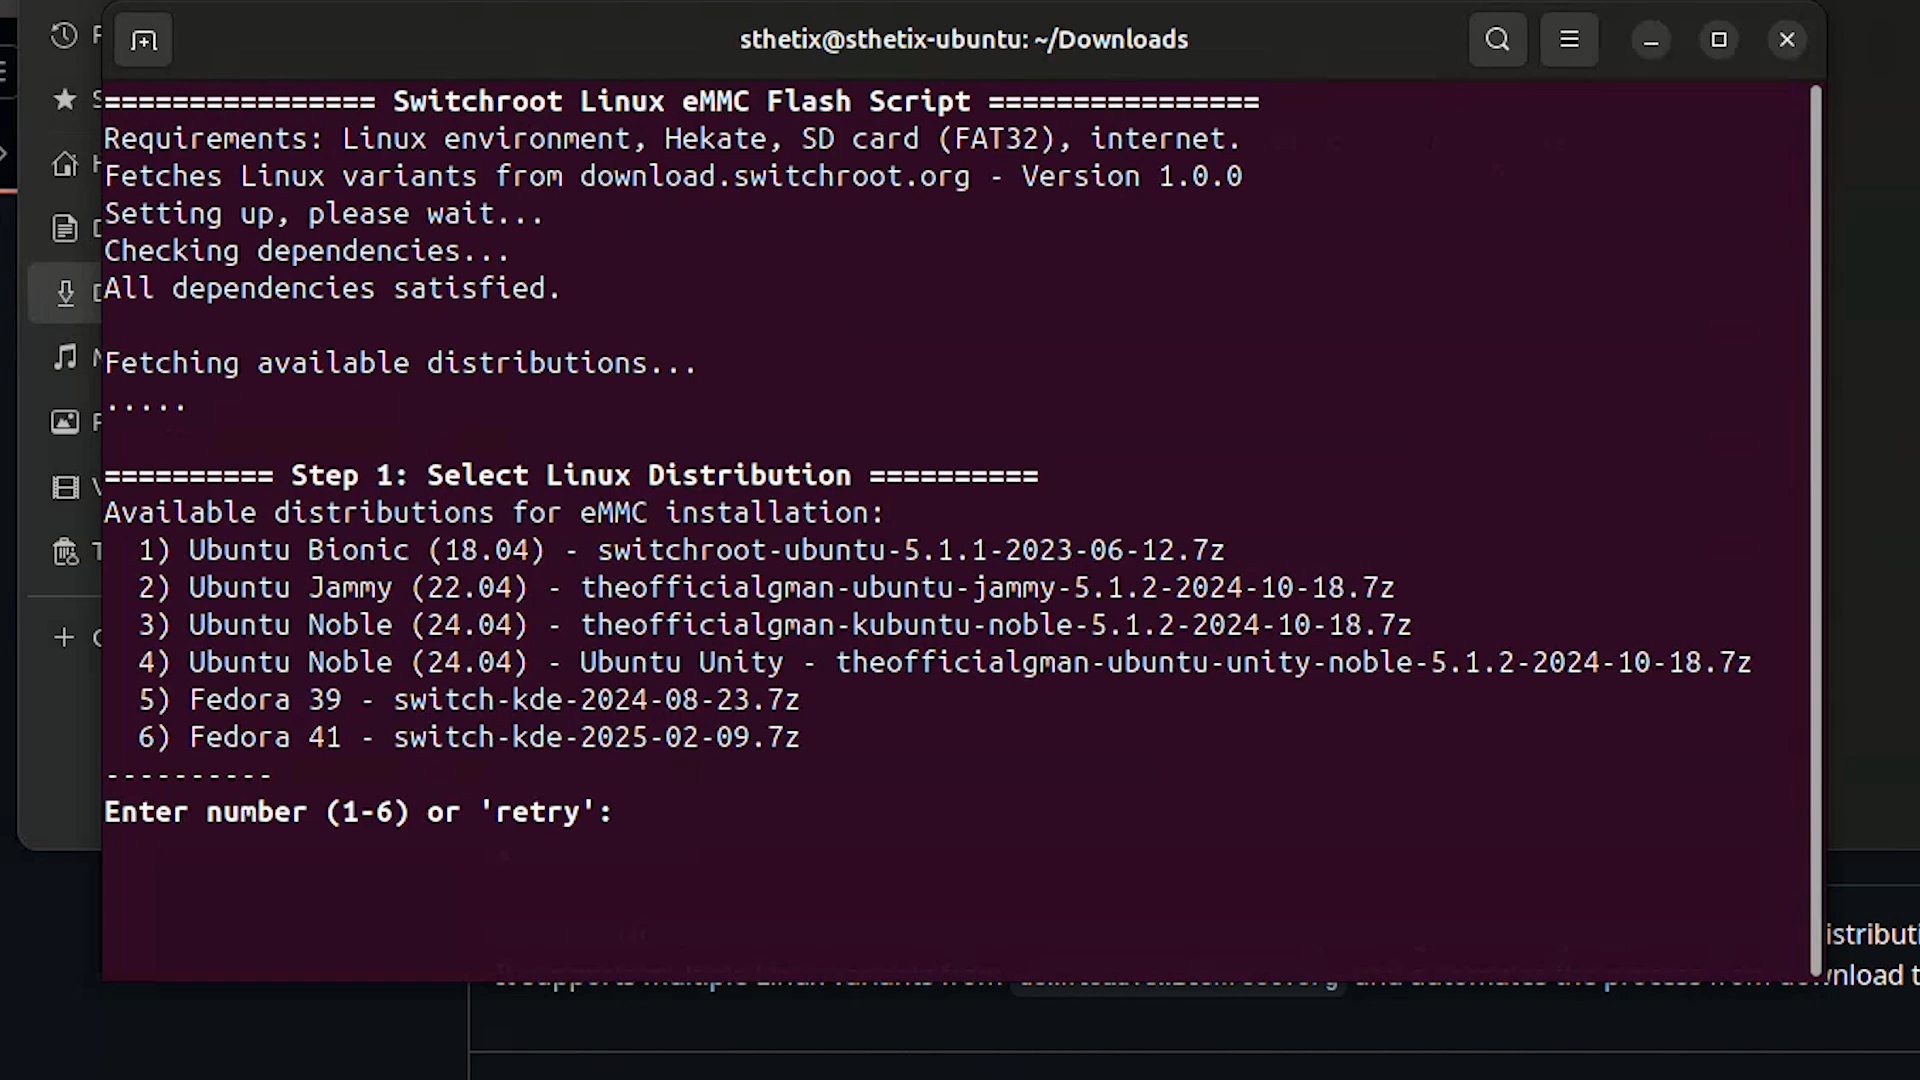 sthetix@sthetix-ubuntu: ~/Downloads
================ Switchroot Linux eMMC Flash Script ================
Requirements: Linux environment, Hekate, SD card (FAT32), internet.
Fetches Linux variants from download.switchroot.org - Version 1.0.0
Setting up, please wait...
Checking dependencies...
All dependencies satisfied.
Fetching available distributions...
.....
========== Step 1: Select Linux Distribution ==========
Available distributions for eMMC installation:
1) Ubuntu Bionic (18.04) - switchroot-ubuntu-5.1.1-2023-06-12.7z
2) Ubuntu Jammy (22.04) - theofficialgman-ubuntu-jammy-5.1.2-2024-10-18.7z
3) Ubuntu Noble (24.04) - theofficialgman-kubuntu-noble-5.1.2-2024-10-18.7z
4) Ubuntu Noble (24.04) - Ubuntu Unity - theofficialgman-ubuntu-unity-noble-5.1.2-2024-10-18.7z
5) Fedora 39 - switch-kde-2024-08-23.7z
6) Fedora 41 - switch-kde-2025-02-09.7z
----------
Enter number (1-6) or 'retry':